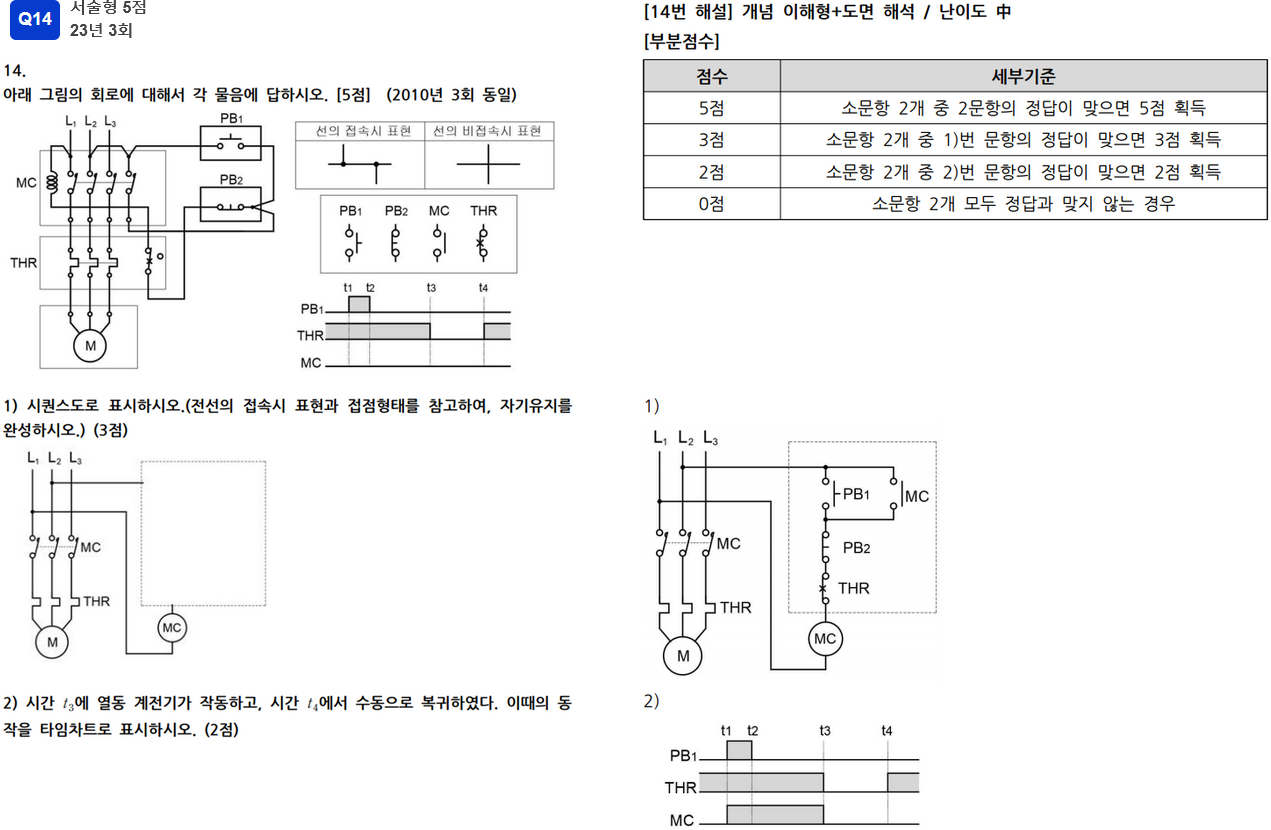 Q14
서술형 5점
23년 3회
14.
아래 그림의 회로에 대해서 각 물음에 답하시오. [5점] (2010년 3회 동일)
L1 L2 L3
PB1
MC
PB2
THR
M
선의 접속시 표현 선의 비접속시 표현
PB1 PB2 MC THR
t1 t2 t3 t4
PB1
THR
MC
1) 시퀀스도로 표시하시오.(전선의 접속시 표현과 접점형태를 참고하여, 자기유지를
완성하시오.) (3점)
L1 L2 L3
MC
THR
MC
M
2) 시간 t3에 열동 계전기가 작동하고, 시간 t4에서 수동으로 복귀하였다. 이때의 동
작을 타임차트로 표시하시오. (2점)
[14번 해설] 개념 이해형+도면 해석 / 난이도 中
[부분점수]
점수 세부기준
5점 소문항 2개 중 2문항의 정답이 맞으면 5점 획득
3점 소문항 2개 중 1)번 문항의 정답이 맞으면 3점 획득
2점 소문항 2개 중 2)번 문항의 정답이 맞으면 2점 획득
0점 소문항 2개 모두 정답과 맞지 않는 경우
1)
L1 L2 L3
PB1 MC
MC PB2
THR
THR
MC
M
2)
t1 t2 t3 t4
PB1
THR
MC